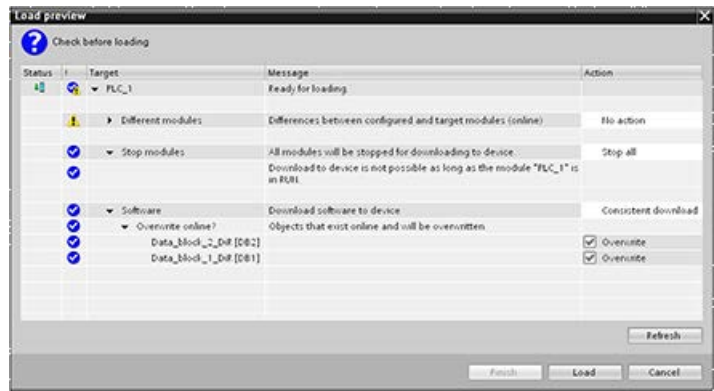 Load preview
Check before loading
Status ! Target Message Action
PLC_1 Ready for loading.
! Different modules Differences between configured and target modules (online) No action
Stop modules All modules will be stopped for downloading to device. Stop all
Download to device is not possible as long as the module "PLC_1" is
in RUN.
Software Download software to device Consistent download
Overwrite online? Objects that exist online and will be overwritten
[DB2] Overwrite
[DB1] Overwrite
Refresh
Finish Load Cancel